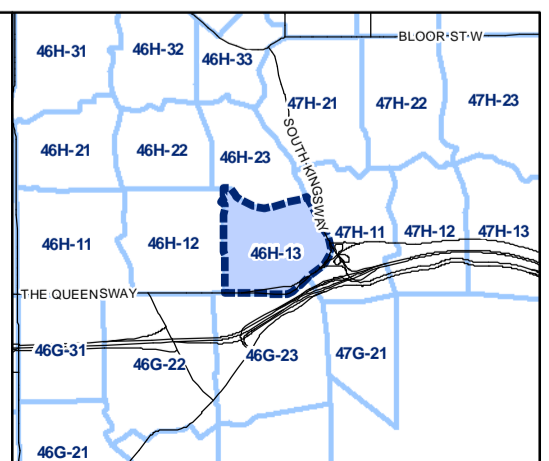 BLOOR ST W
46H-31
46H-32
46H-33
47H-21
47H-22
47H-23
46H-21
46H-22
46H-23
SOUTH KINGSWAY
46H-11
46H-12
46H-13
47H-11
47H-12
47H-13
THE QUEENSWAY
46G-31
46G-22
46G-23
47G-21
46G-21